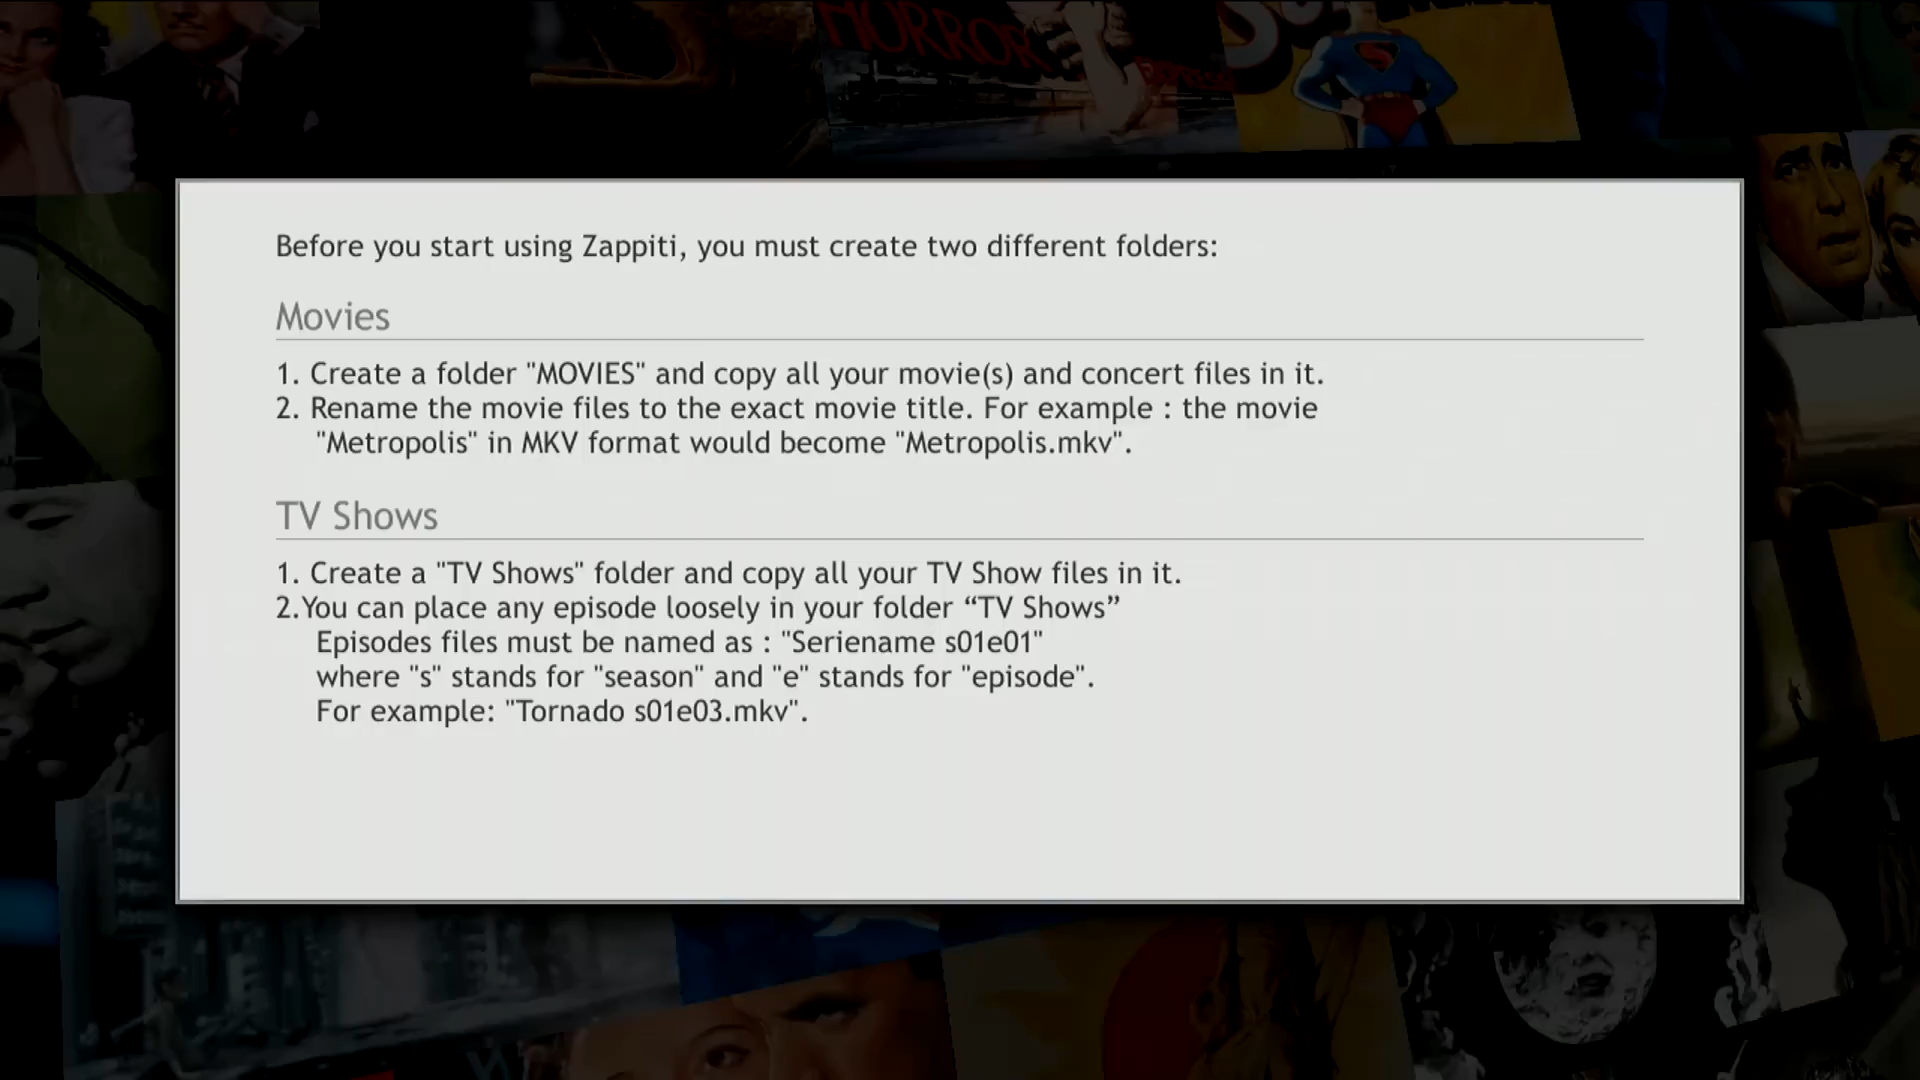 HORROR
Before you start using Zappiti, you must create two different folders:
Movies
1. Create a folder "MOVIES" and copy all your movie(s) and concert files in it.
2. Rename the movie files to the exact movie title. For example : the movie
"Metropolis" in MKV format would become "Metropolis.mkv".
TV Shows
1. Create a "TV Shows" folder and copy all your TV Show files in it.
2.You can place any episode loosely in your folder “TV Shows”
Episodes files must be named as : "Seriename s01e01"
where "s" stands for "season" and "e" stands for "episode".
For example: "Tornado s01e03.mkv".